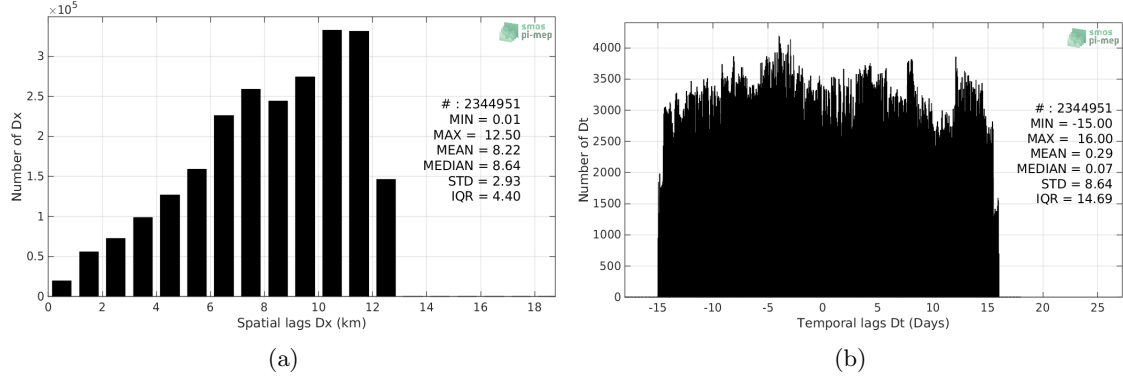 ×10⁵
3
2.5
2
1.5
1
0.5
0
0 2 4 6 8 10 12 14 16 18
Number of Dx
Spatial lags Dx (km)
smos
pi-mep
# : 2344951
MIN = 0.01
MAX = 12.50
MEAN = 8.22
MEDIAN = 8.64
STD = 2.93
IQR = 4.40
(a)
4000
3500
3000
2500
2000
1500
1000
500
0
-15 -10 -5 0 5 10 15 20 25
Number of Dt
Temporal lags Dt (Days)
smos
pi-mep
# : 2344951
MIN = -15.00
MAX = 16.00
MEAN = 0.29
MEDIAN = 0.07
STD = 8.64
IQR = 14.69
(b)